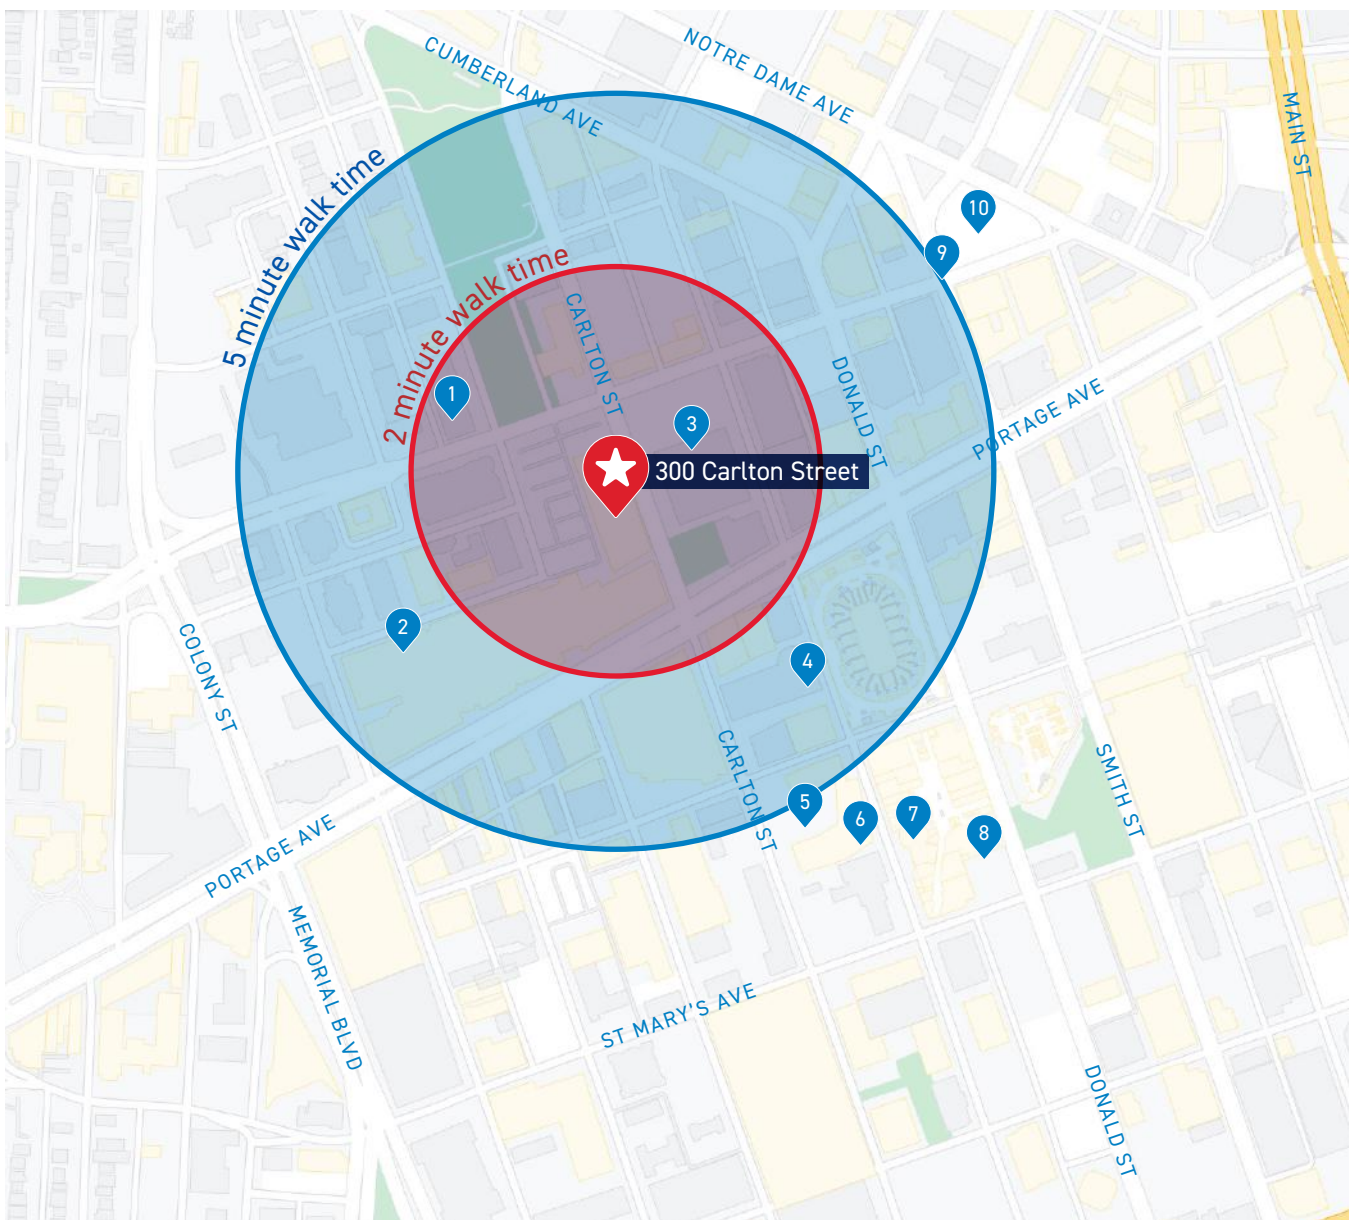 CUMBERLAND AVE
NOTRE DAME AVE
MAIN ST
5 minute walk time
10
9
2 minute walk time
CARLTON ST
DONALD ST
PORTAGE AVE
1
3
300 Carlton Street
2
4
COLONY ST
CARLTON ST
SMITH ST
5
6
7
8
PORTAGE AVE
MEMORIAL BLVD
ST MARY'S AVE
DONALD ST